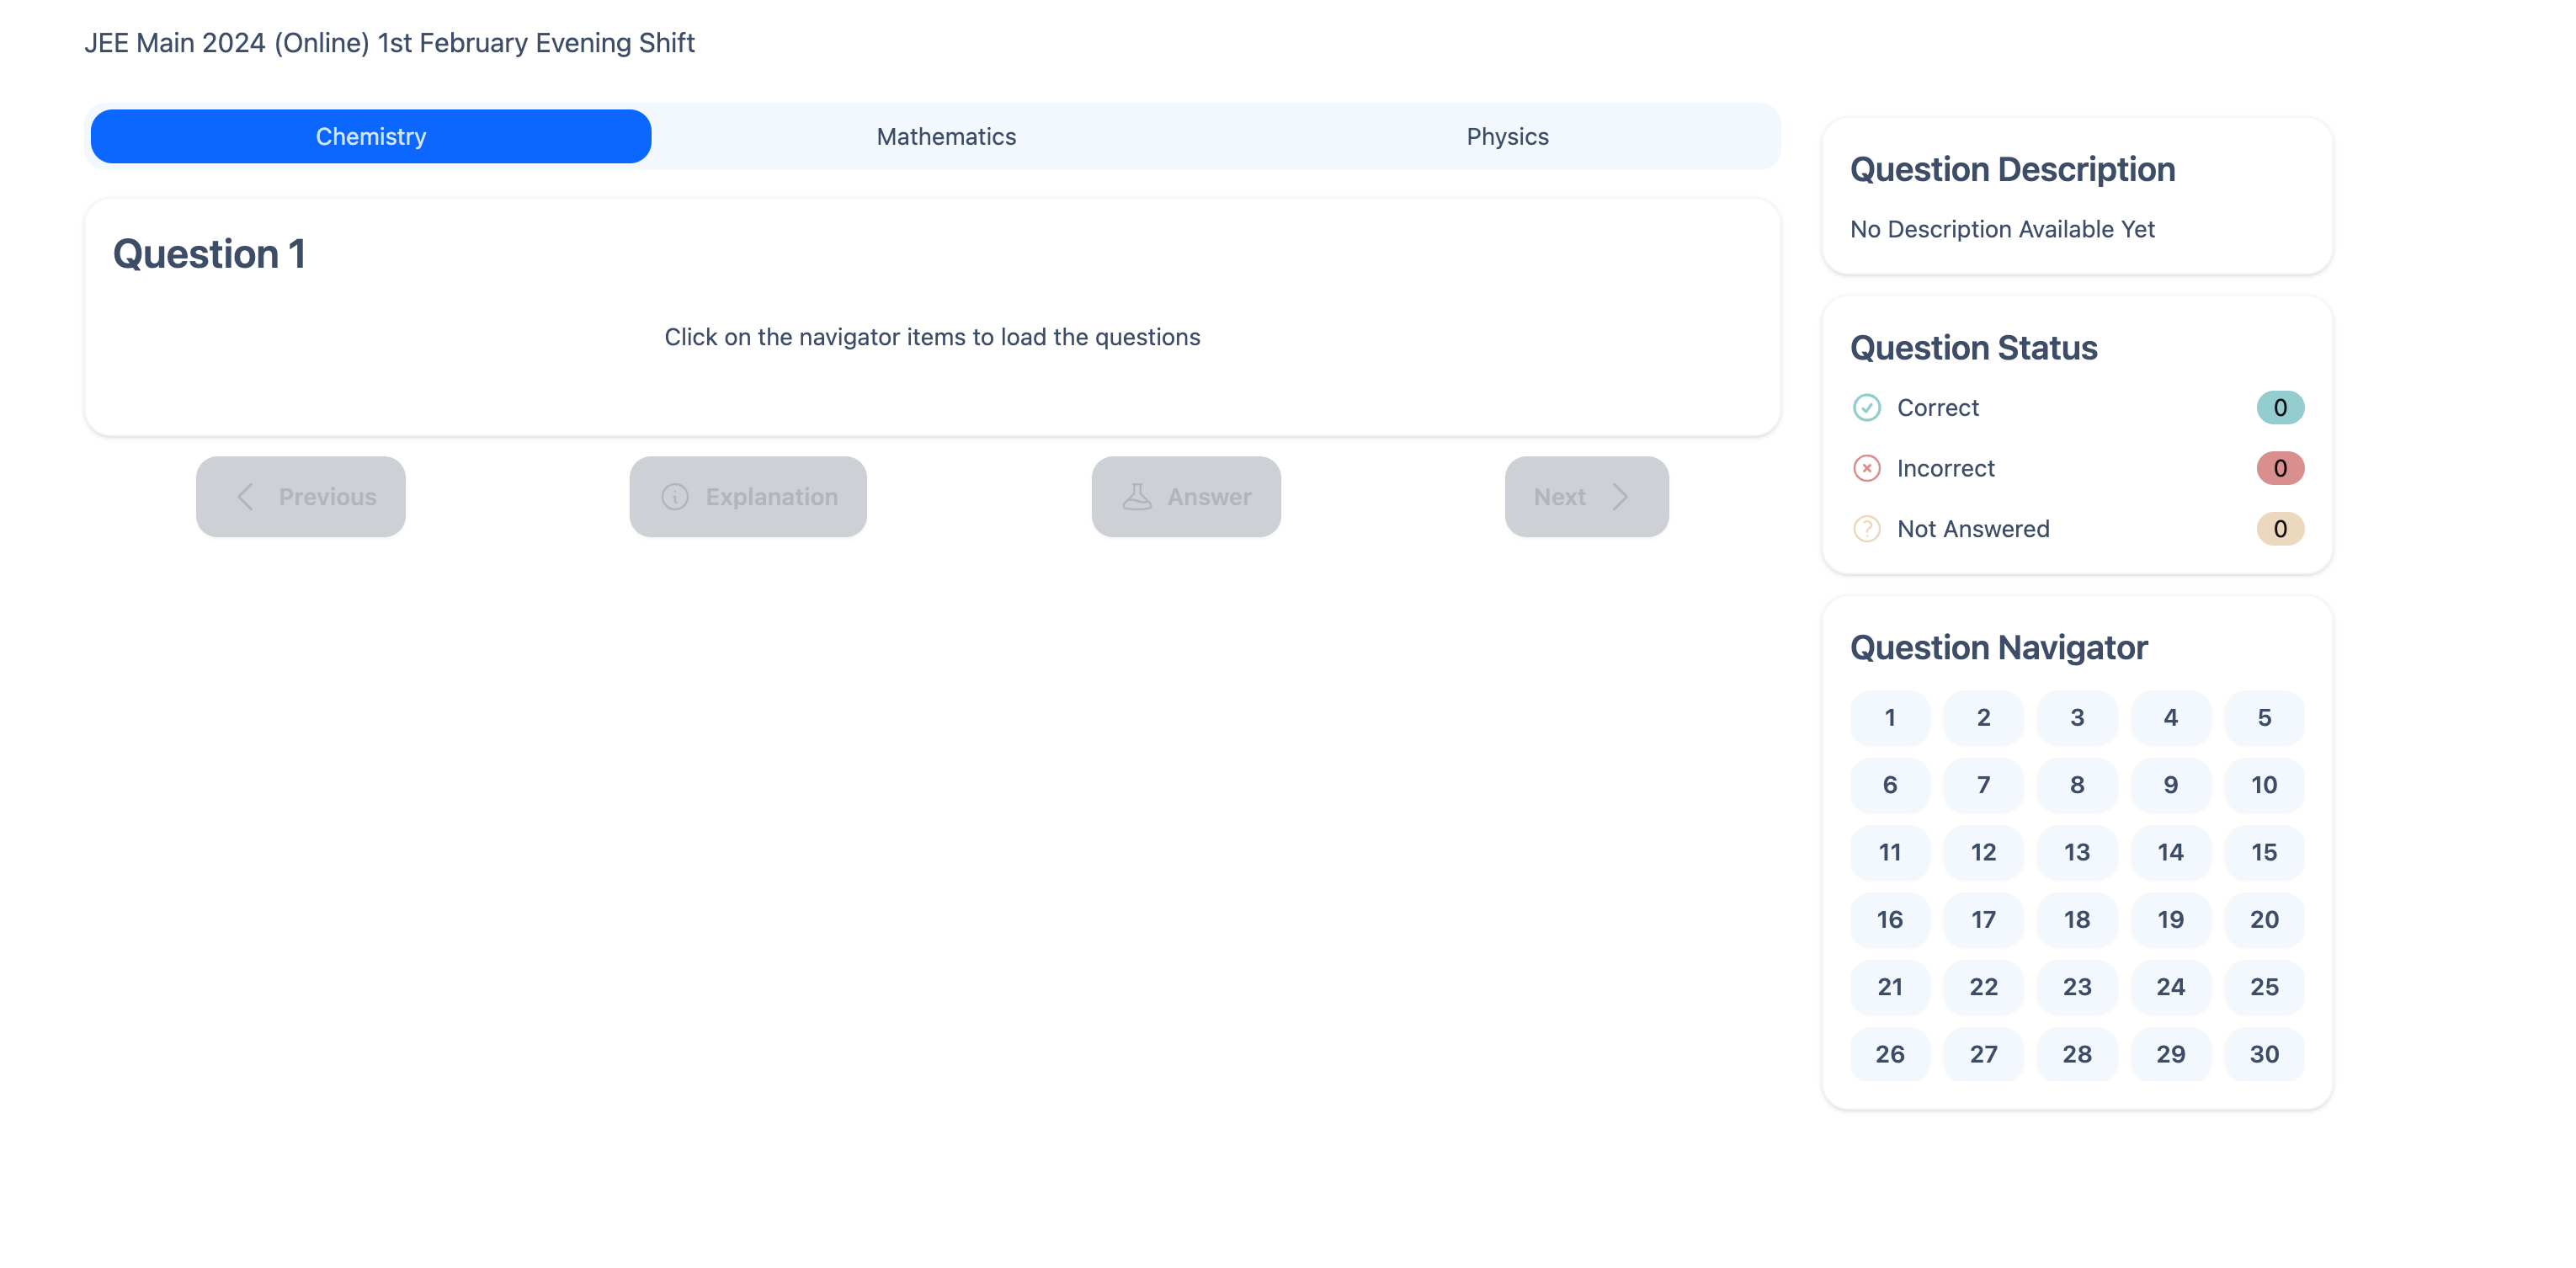 JEE Main 2024 (Online) 1st February Evening Shift
Chemistry
Mathematics
Physics
Question 1
Click on the navigator items to load the questions
Previous
Explanation
Answer
Next
Question Description
No Description Available Yet
Question Status
Correct 0
Incorrect 0
Not Answered 0
Question Navigator
1 2 3 4 5
6 7 8 9 10
11 12 13 14 15
16 17 18 19 20
21 22 23 24 25
26 27 28 29 30